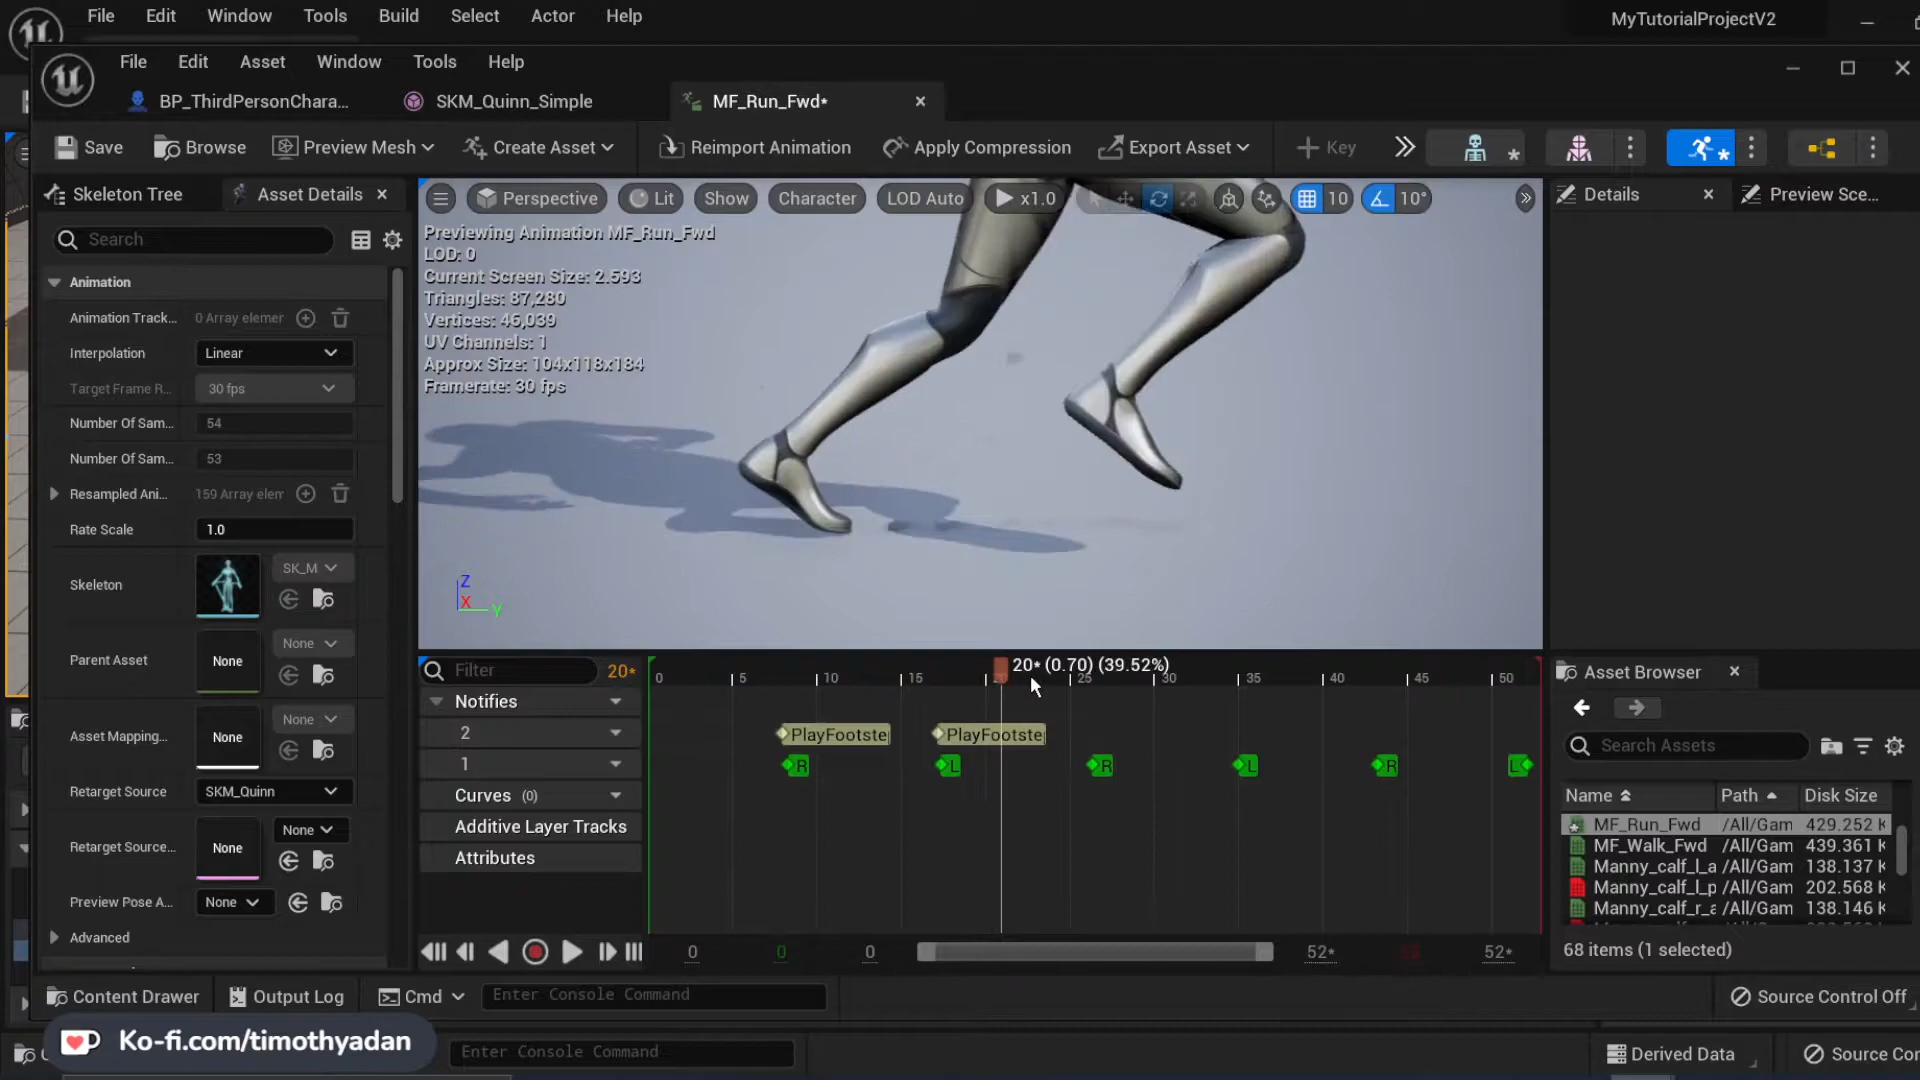 File Edit Window Tools Build Select Actor Help
MyTutorialProjectV2
File Edit Asset Window Tools Help
BP_ThirdPersonChara...
SKM_Quinn_Simple
MF_Run_Fwd*
Save
Browse
Preview Mesh
Create Asset
Reimport Animation
Apply Compression
Export Asset
Key
Skeleton Tree
Asset Details
Search
Animation
Animation Track...
0 Array elemen
Interpolation
Linear
Target Frame R...
30 fps
Number Of Sam...
54
Number Of Sam...
53
Resampled Ani...
159 Array elem
Rate Scale
1.0
Skeleton
SK_M
Parent Asset
None
None
Asset Mapping...
None
None
Retarget Source
SKM_Quinn
Retarget Source...
None
None
Preview Pose A...
None
Advanced
Perspective
Lit
Show
Character
LOD Auto
x1.0
10
10°
Previewing Animation MF_Run_Fwd
LOD: 0
Current Screen Size: 2.593
Triangles: 87,280
Vertices: 46,039
UV Channels: 1
Approx Size: 104x118x184
Framerate: 30 fps
Z
X
Y
Filter
20*
20* (0.70) (39.52%)
0 5 10 15 20 25 30 35 40 45 50
Notifies
2
PlayFootste
PlayFootste
1
R L R L R L
Curves (0)
Additive Layer Tracks
Attributes
0 0 0 52* 52*
Details
Preview Sce...
Asset Browser
Search Assets
Name Path Disk Size
MF_Run_Fwd /All/Gam 429.252 K
MF_Walk_Fwd /All/Gam 439.361 K
Manny_calf_l_a /All/Gam 138.137 K
Manny_calf_l_p /All/Gam 202.568 K
Manny_calf_r_a /All/Gam 138.146 K
68 items (1 selected)
Content Drawer
Output Log
Cmd
Enter Console Command
Source Control Off
Ko-fi.com/timothyadan
Enter Console Command
Derived Data
Source Con